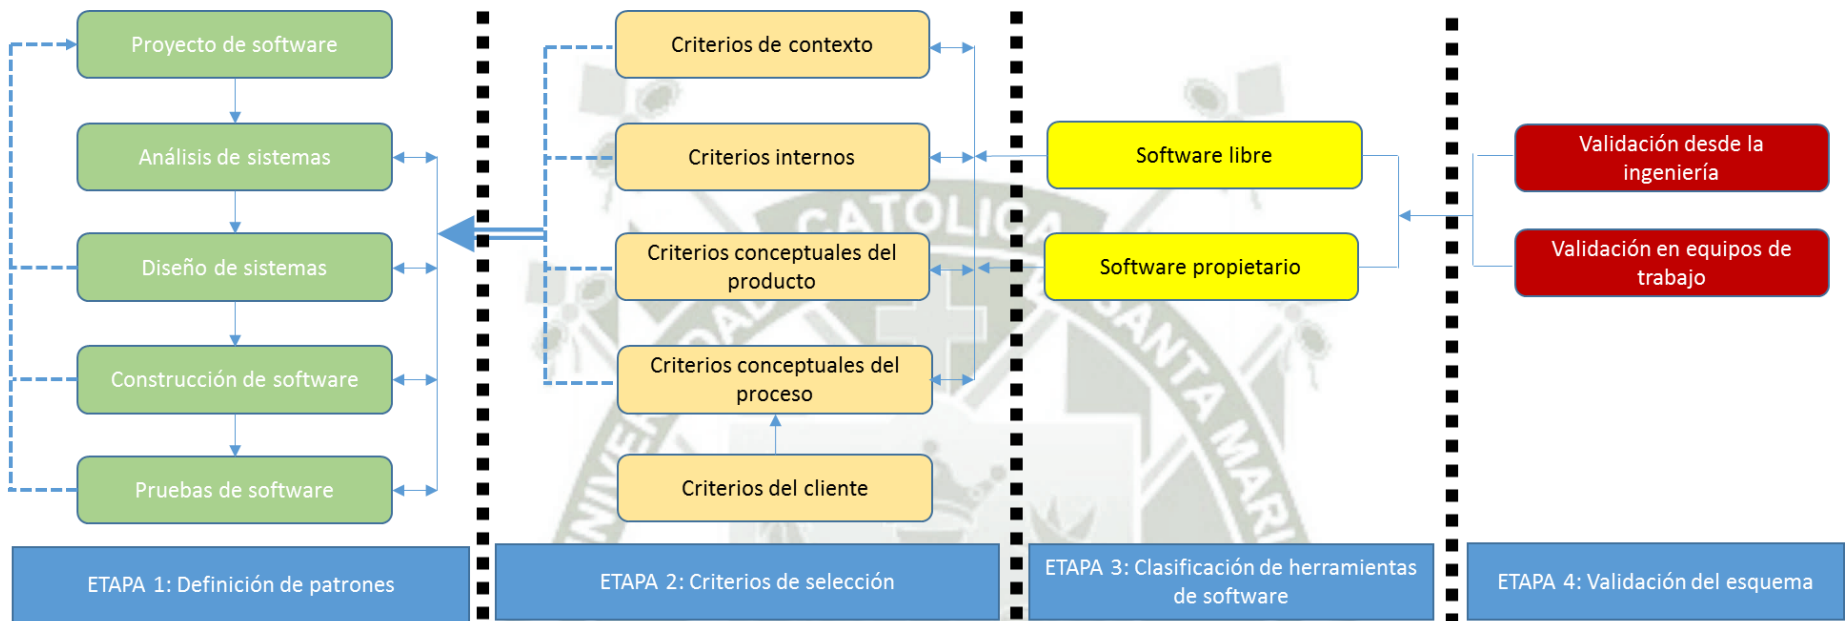 Proyecto de software
Análisis de sistemas
Diseño de sistemas
Construcción de software
Pruebas de software
ETAPA 1: Definición de patrones
Criterios de contexto
Criterios internos
Criterios conceptuales del
producto
Criterios conceptuales del
proceso
Criterios del cliente
ETAPA 2: Criterios de selección
Software libre
Software propietario
ETAPA 3: Clasificación de herramientas
de software
Validación desde la
ingeniería
Validación en equipos de
trabajo
ETAPA 4: Validación del esquema
CATOLICA
SANTA MARI